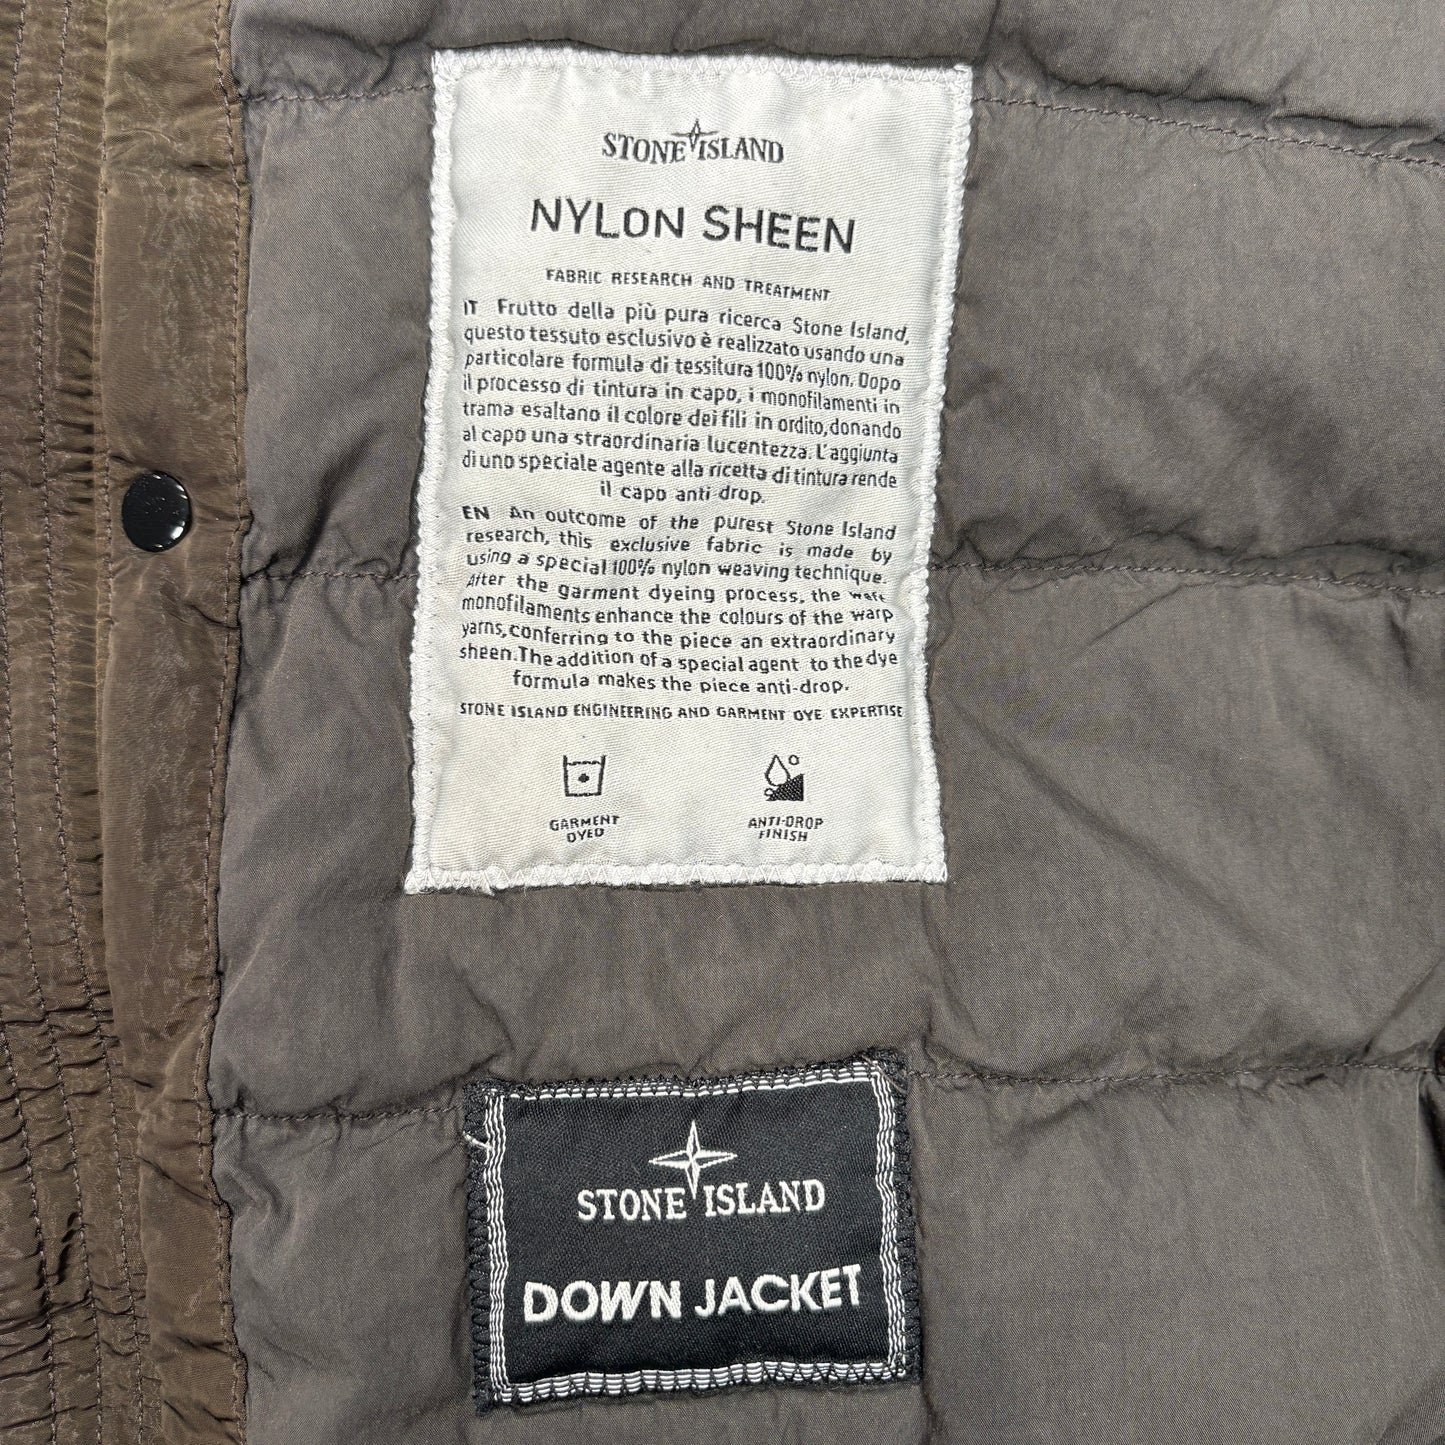 STONE ISLAND
NYLON SHEEN
FABRIC RESEARCH AND TREATMENT
IT Frutto della più pura ricerca Stone Island,
questo tessuto esclusivo è realizzato usando una
particolare formula di tessitura 100% nylon. Dopo
il processo di tintura in capo, i monofilamenti in
trama esaltano il colore dei fili in ordito, donando
al capo una straordinaria lucentezza. L'aggiunta
di uno speciale agente alla ricetta di tintura rende
il capo anti drop.
EN An outcome of the purest Stone Island
research, this exclusive fabric is made by
using a special 100% nylon weaving technique.
After the garment dyeing process, the
monofilaments enhance the colours of the warp
yarns, conferring to the piece an extraordinary
sheen. The addition of a special agent to the dye
formula makes the piece anti-drop.
STONE ISLAND ENGINEERING AND GARMENT DYE EXPERTISE
GARMENT
DYED
ANTI-DROP
FINISH
STONE ISLAND
DOWN JACKET